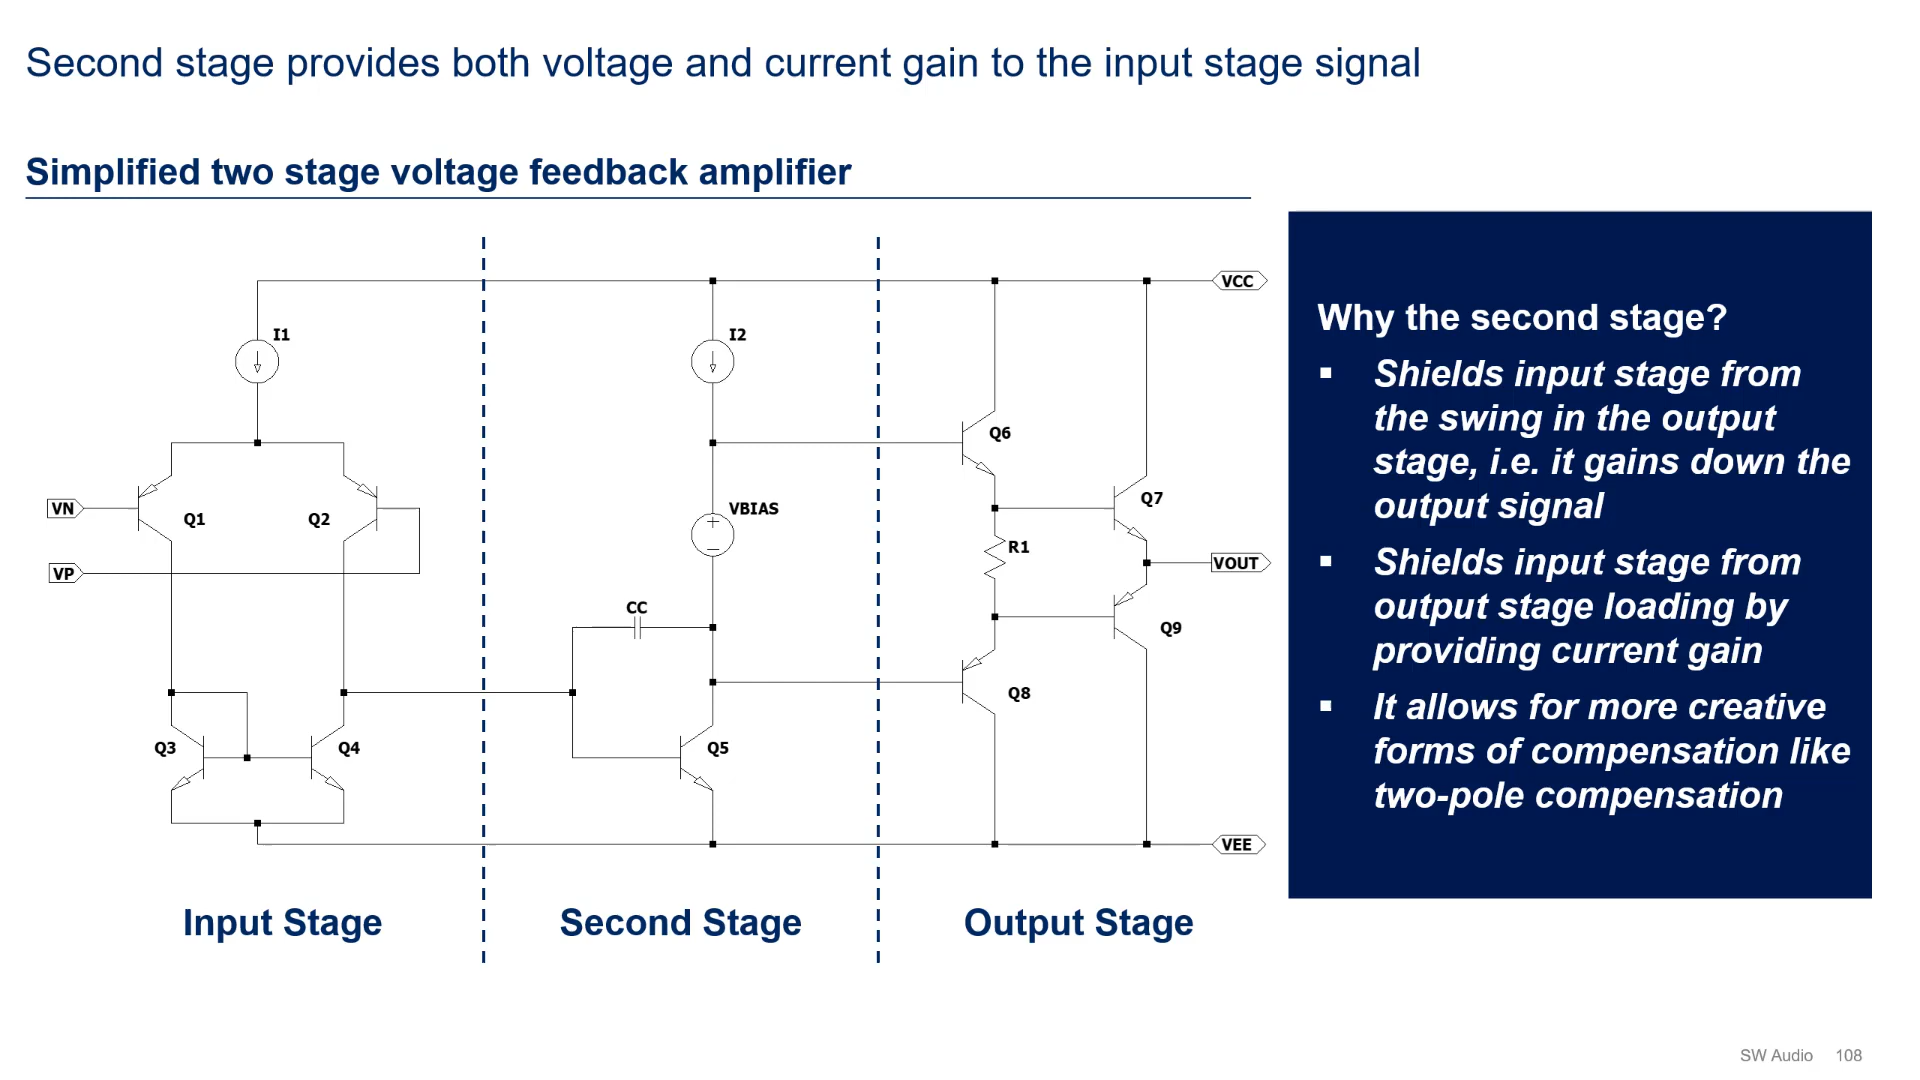 Second stage provides both voltage and current gain to the input stage signal
Simplified two stage voltage feedback amplifier
VCC
I1
I2
Q6
VN
Q1
Q2
VBIAS
Q7
VP
R1
VOUT
CC
Q9
Q8
Q3
Q4
Q5
VEE
Input Stage
Second Stage
Output Stage
Why the second stage?
▪ Shields input stage from
the swing in the output
stage, i.e. it gains down the
output signal
▪ Shields input stage from
output stage loading by
providing current gain
▪ It allows for more creative
forms of compensation like
two-pole compensation
SW Audio 108